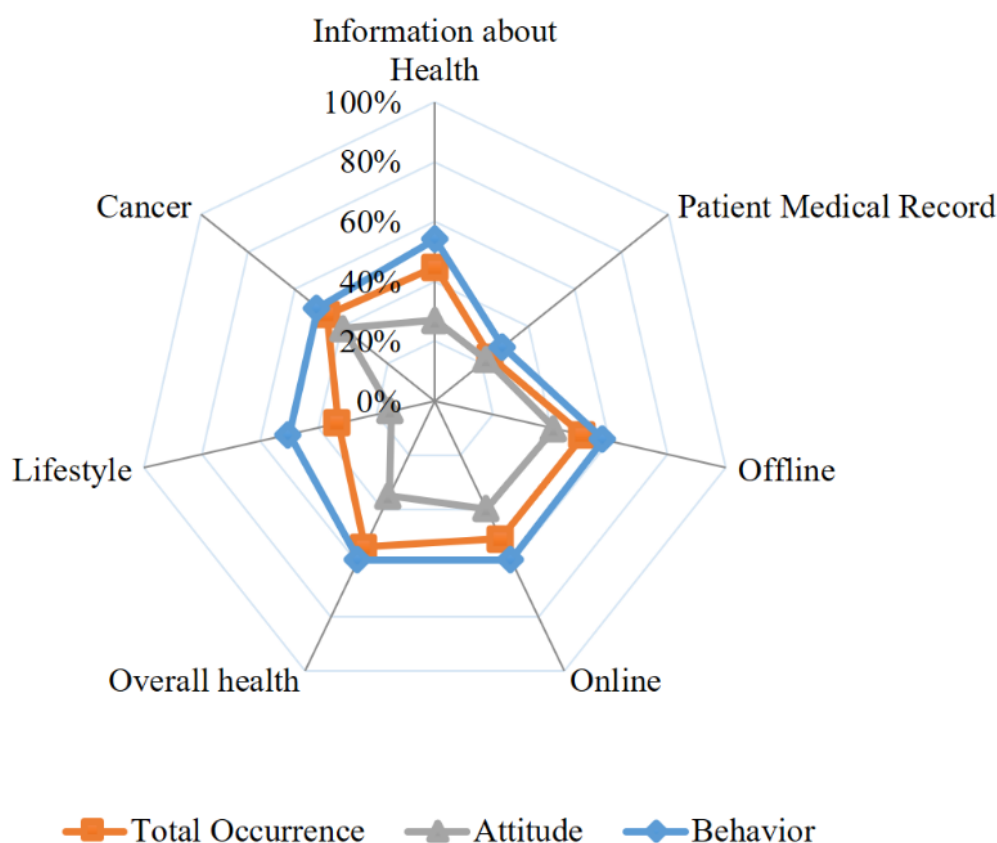 Information about
Health
100%
80%
60%
40%
20%
0%
Cancer
Patient Medical Record
Lifestyle
Offline
Overall health
Online
Total Occurrence
Attitude
Behavior